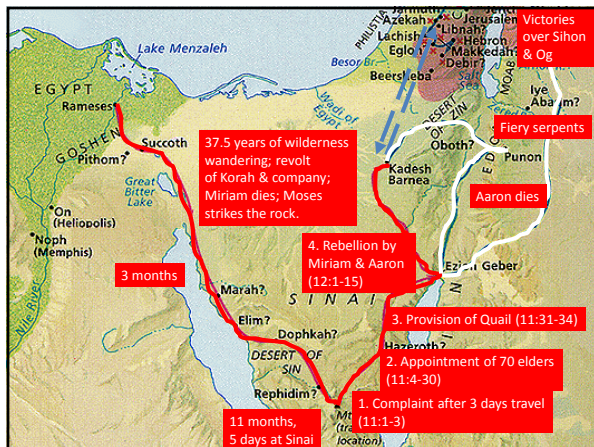 Jarmuth?
Azekah
Jerusalem
Libnah?
Lachish
Hebron
Eglon
Makkedah?
Debir?
PHILISTIA
Besor Br.
Beersheba
Salt
Sea
MOAB
Victories
over Sihon
& Og
Lake Menzaleh
EGYPT
Rameses
GOSHEN
Succoth
Pithom?
Great
Bitter
Lake
On
(Heliopolis)
Noph
(Memphis)
Nile River
Wadi of
Egypt
DESERT
OF
ZIN
Iye
Abarim?
Fiery serpents
Oboth?
Punon
Kadesh
Barnea
Aaron dies
37.5 years of wilderness
wandering; revolt
of Korah & company;
Miriam dies; Moses
strikes the rock.
4. Rebellion by
Miriam & Aaron
(12:1-15)
Ezion Geber
3 months
Marah?
SINAI
Elim?
Dophkah?
DESERT OF
SIN
3. Provision of Quail (11:31-34)
Hazeroth?
2. Appointment of 70 elders
(11:4-30)
Rephidim?
1. Complaint after 3 days travel
(11:1-3)
location)
11 months,
5 days at Sinai